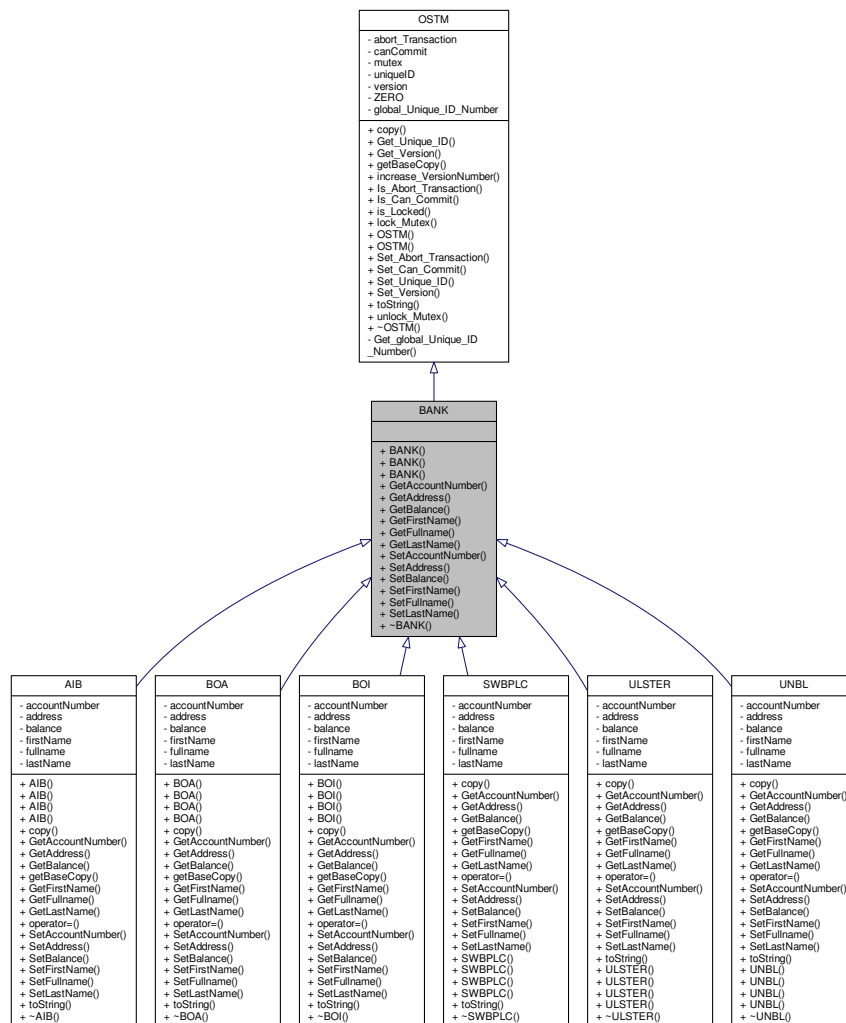 OSTM
- abort_Transaction
- canCommit
- mutex
- uniqueID
- version
- ZERO
- global_Unique_ID_Number
+ copy()
+ Get_Unique_ID()
+ Get_Version()
+ getBaseCopy()
+ increase_VersionNumber()
+ Is_Abort_Transaction()
+ Is_Can_Commit()
+ is_Locked()
+ lock_Mutex()
+ OSTM()
+ OSTM()
+ Set_Abort_Transaction()
+ Set_Can_Commit()
+ Set_Unique_ID()
+ Set_Version()
+ toString()
+ unlock_Mutex()
+ ~OSTM()
- Get_global_Unique_ID
_Number()
BANK
+ BANK()
+ BANK()
+ BANK()
+ GetAccountNumber()
+ GetAddress()
+ GetBalance()
+ GetFirstName()
+ GetFullname()
+ GetLastName()
+ SetAccountNumber()
+ SetAddress()
+ SetBalance()
+ SetFirstName()
+ SetFullname()
+ SetLastName()
+ ~BANK()
AIB
- accountNumber
- address
- balance
- firstName
- fullname
- lastName
+ AIB()
+ AIB()
+ AIB()
+ AIB()
+ copy()
+ GetAccountNumber()
+ GetAddress()
+ GetBalance()
+ getBaseCopy()
+ GetFirstName()
+ GetFullname()
+ GetLastName()
+ operator=()
+ SetAccountNumber()
+ SetAddress()
+ SetBalance()
+ SetFirstName()
+ SetFullname()
+ SetLastName()
+ toString()
+ ~AIB()
BOA
- accountNumber
- address
- balance
- firstName
- fullname
- lastName
+ BOA()
+ BOA()
+ BOA()
+ BOA()
+ copy()
+ GetAccountNumber()
+ GetAddress()
+ GetBalance()
+ getBaseCopy()
+ GetFirstName()
+ GetFullname()
+ GetLastName()
+ operator=()
+ SetAccountNumber()
+ SetAddress()
+ SetBalance()
+ SetFirstName()
+ SetFullname()
+ SetLastName()
+ toString()
+ ~BOA()
BOI
- accountNumber
- address
- balance
- firstName
- fullname
- lastName
+ BOI()
+ BOI()
+ BOI()
+ BOI()
+ copy()
+ GetAccountNumber()
+ GetAddress()
+ GetBalance()
+ getBaseCopy()
+ GetFirstName()
+ GetFullname()
+ GetLastName()
+ operator=()
+ SetAccountNumber()
+ SetAddress()
+ SetBalance()
+ SetFirstName()
+ SetFullname()
+ SetLastName()
+ toString()
+ ~BOI()
SWBPLC
- accountNumber
- address
- balance
- firstName
- fullname
- lastName
+ copy()
+ GetAccountNumber()
+ GetAddress()
+ GetBalance()
+ getBaseCopy()
+ GetFirstName()
+ GetFullname()
+ GetLastName()
+ operator=()
+ SetAccountNumber()
+ SetAddress()
+ SetBalance()
+ SetFirstName()
+ SetFullname()
+ SetLastName()
+ SWBPLC()
+ SWBPLC()
+ SWBPLC()
+ SWBPLC()
+ toString()
+ ~SWBPLC()
ULSTER
- accountNumber
- address
- balance
- firstName
- fullname
- lastName
+ copy()
+ GetAccountNumber()
+ GetAddress()
+ GetBalance()
+ getBaseCopy()
+ GetFirstName()
+ GetFullname()
+ GetLastName()
+ operator=()
+ SetAccountNumber()
+ SetAddress()
+ SetBalance()
+ SetFirstName()
+ SetFullname()
+ SetLastName()
+ toString()
+ ULSTER()
+ ULSTER()
+ ULSTER()
+ ULSTER()
+ ~ULSTER()
UNBL
- accountNumber
- address
- balance
- firstName
- fullname
- lastName
+ copy()
+ GetAccountNumber()
+ GetAddress()
+ GetBalance()
+ getBaseCopy()
+ GetFirstName()
+ GetFullname()
+ GetLastName()
+ operator=()
+ SetAccountNumber()
+ SetAddress()
+ SetBalance()
+ SetFirstName()
+ SetFullname()
+ SetLastName()
+ toString()
+ UNBL()
+ UNBL()
+ UNBL()
+ UNBL()
+ ~UNBL()